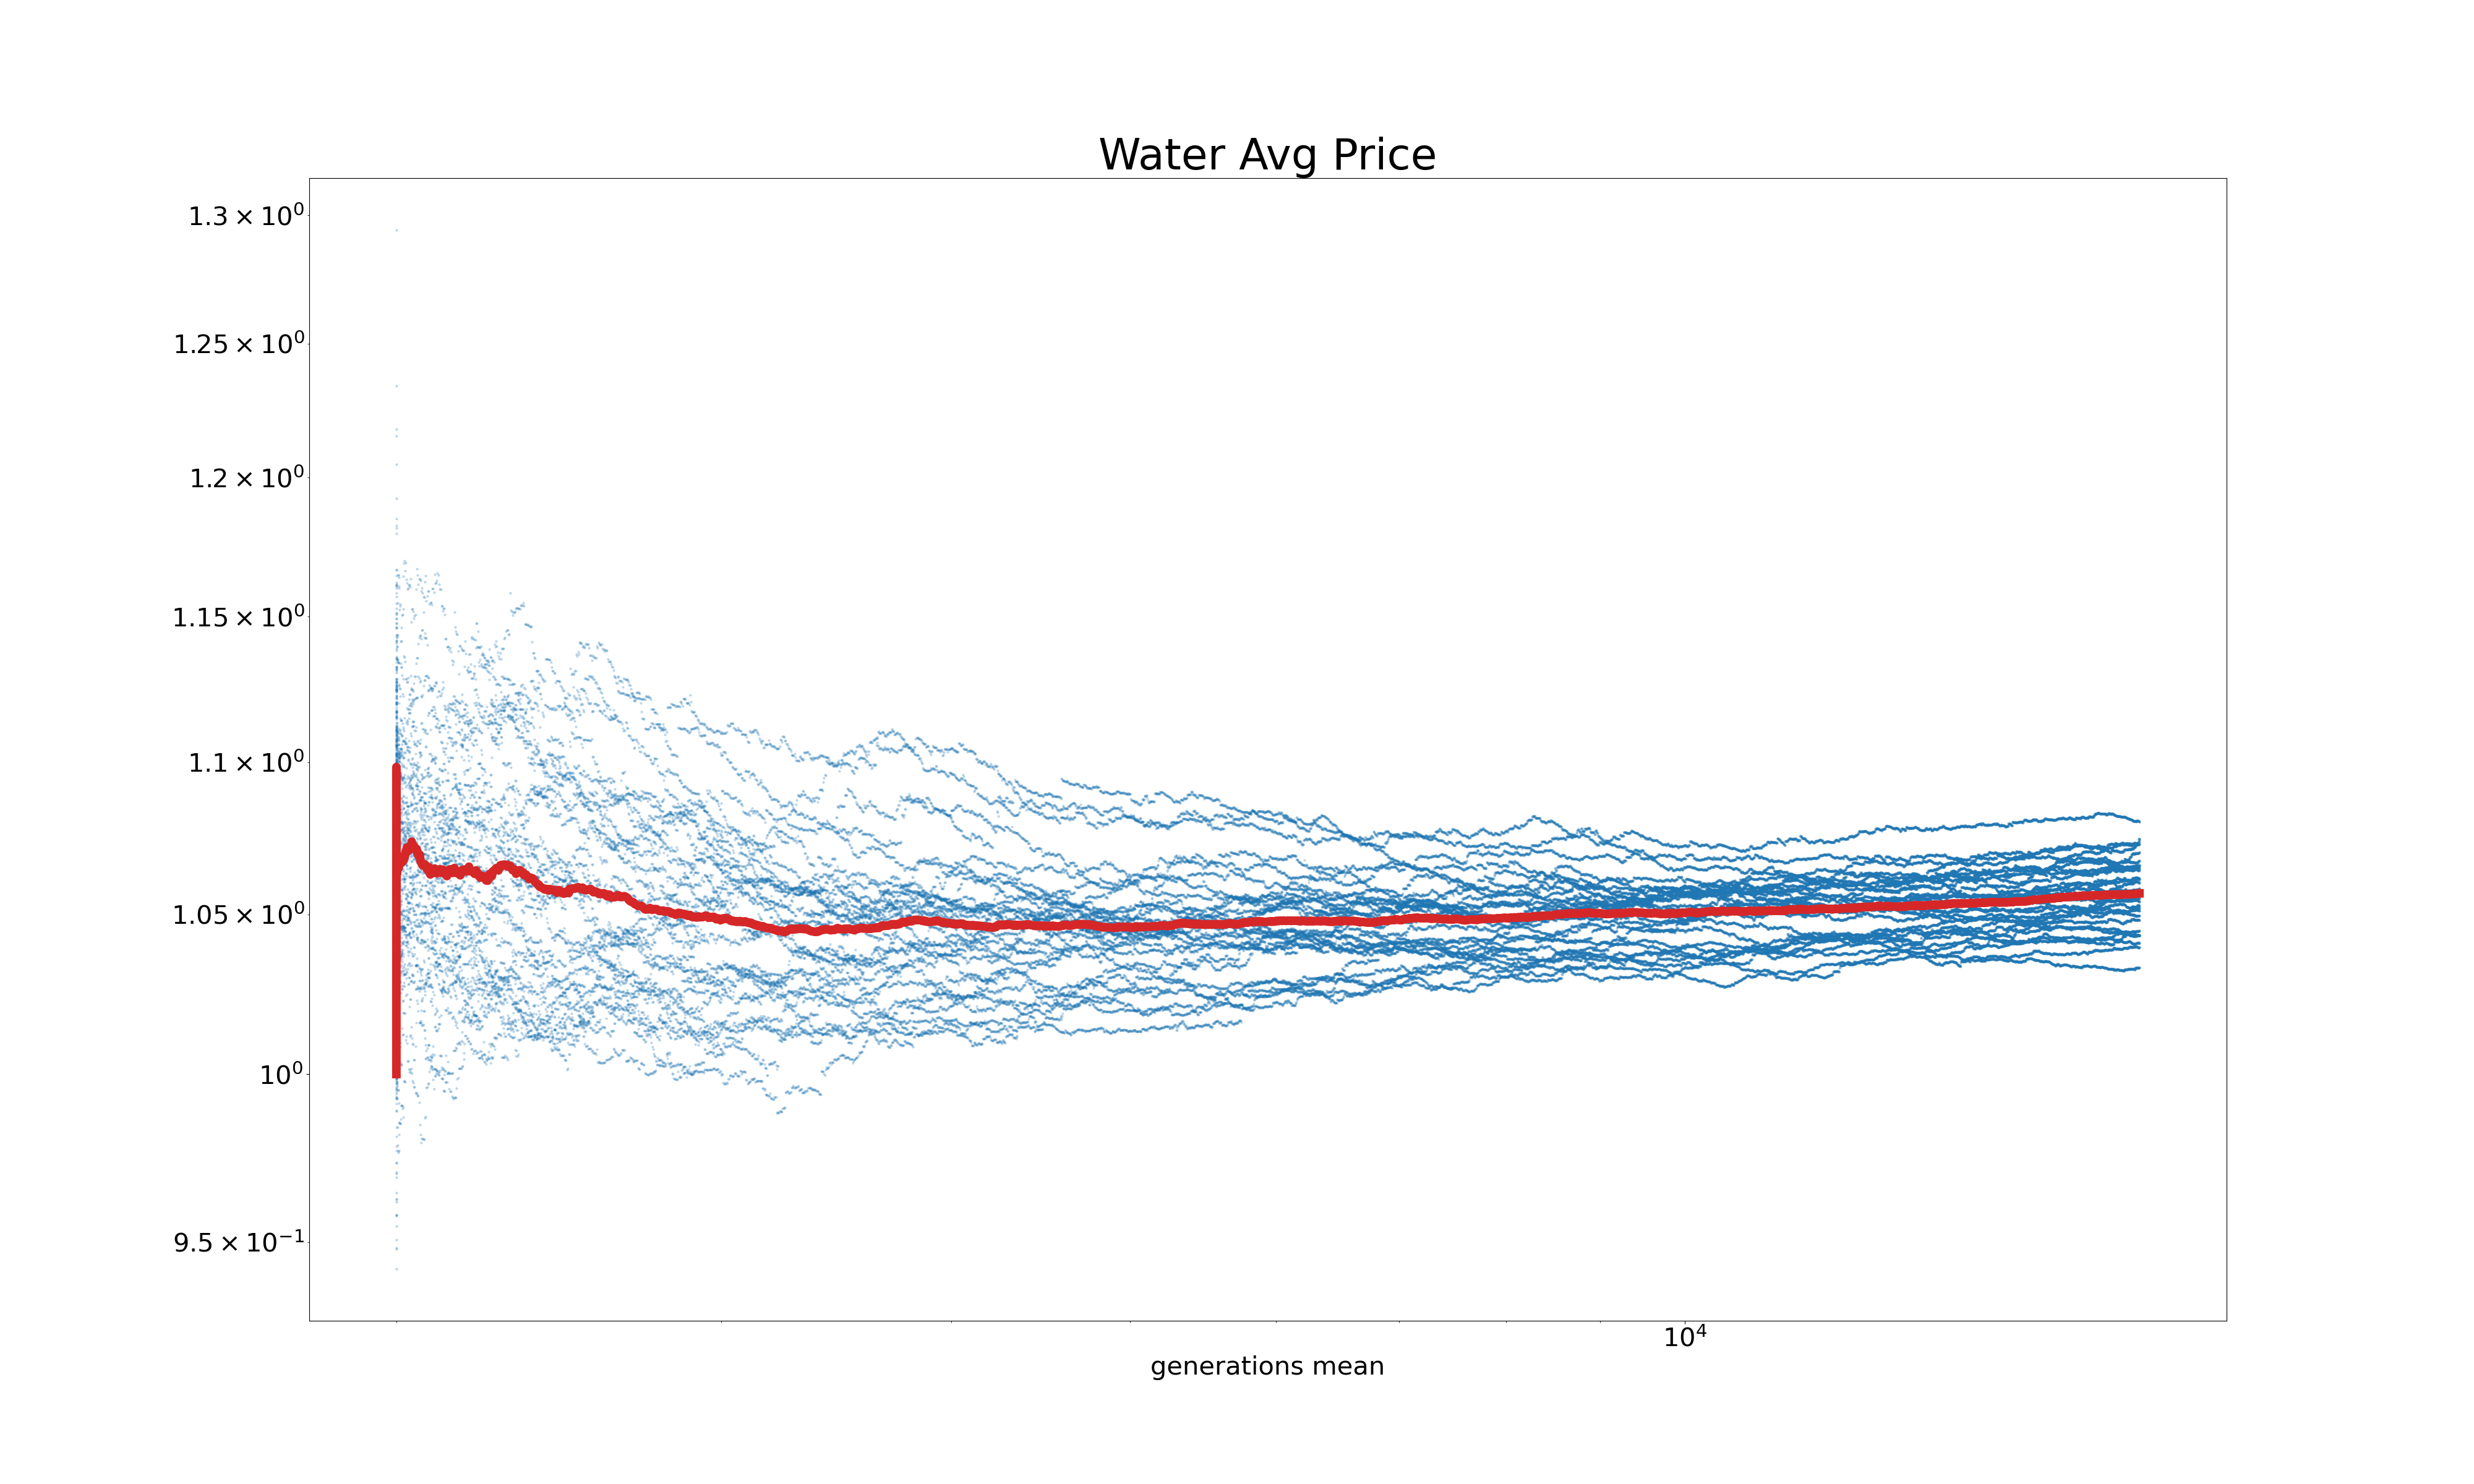 Water Avg Price
1.3 × 10⁰
1.25 × 10⁰
1.2 × 10⁰
1.15 × 10⁰
1.1 × 10⁰
1.05 × 10⁰
10⁰
9.5 × 10⁻¹
10⁴
generations mean